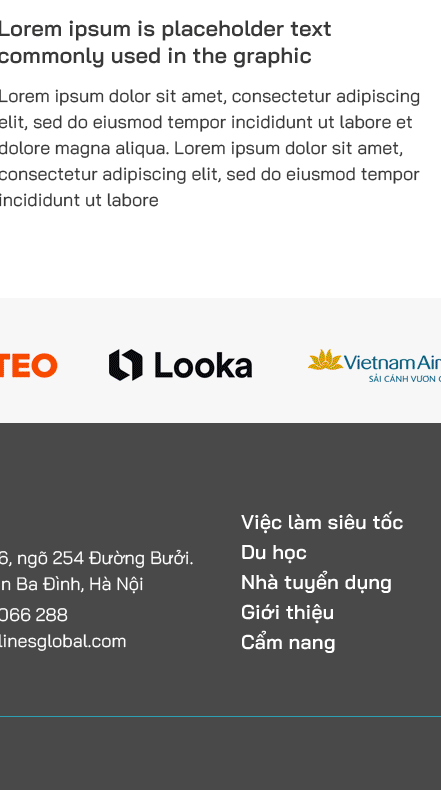 Lorem ipsum is placeholder text
commonly used in the graphic
Lorem ipsum dolor sit amet, consectetur adipiscing
elit, sed do eiusmod tempor incididunt ut labore et
dolore magna aliqua. Lorem ipsum dolor sit amet,
consectetur adipiscing elit, sed do eiusmod tempor
incididunt ut labore
TEO
Looka
Vietnam Air
SẢI CÁNH VƯƠN
6, ngõ 254 Đường Bưởi.
n Ba Đình, Hà Nội
066 288
linesglobal.com
Việc làm siêu tốc
Du học
Nhà tuyển dụng
Giới thiệu
Cẩm nang